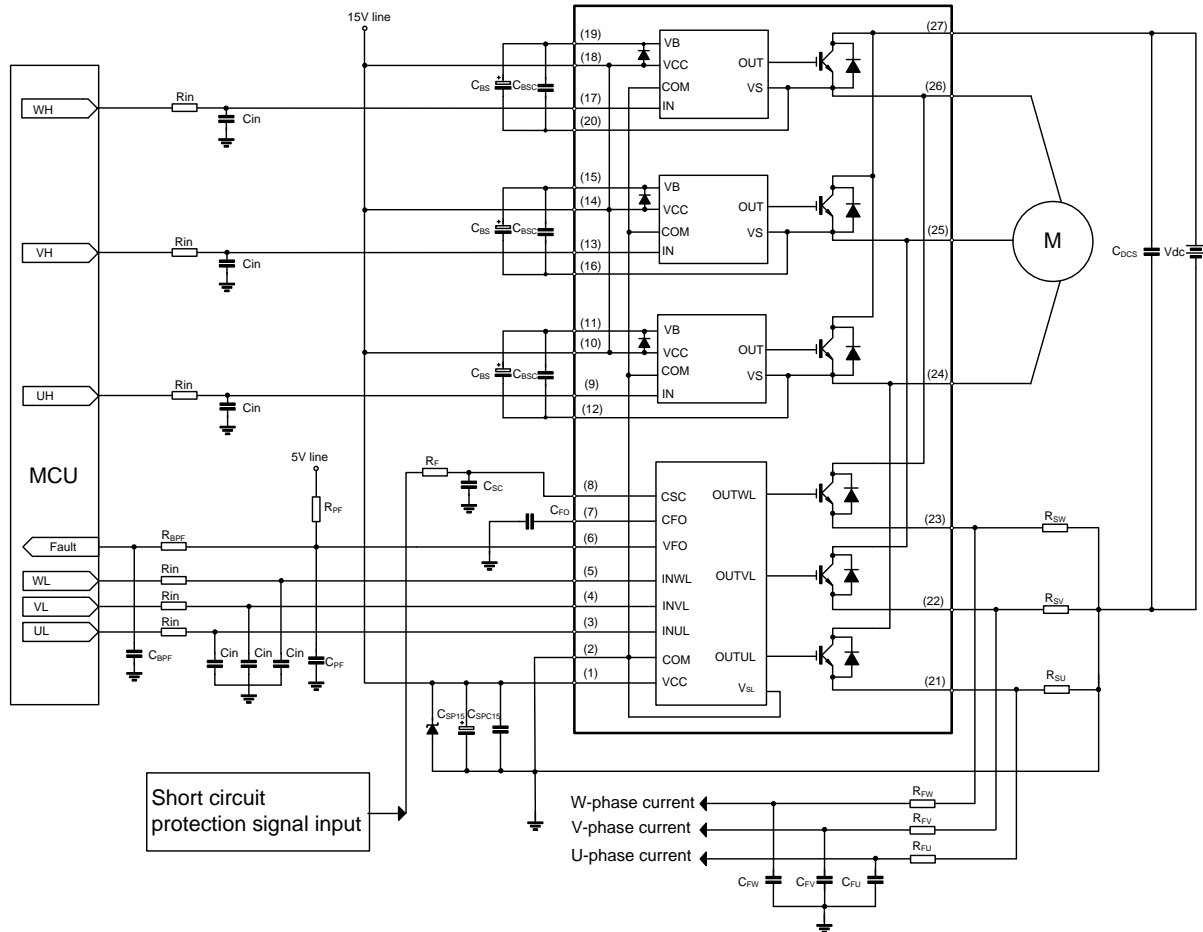 15V line
(19)
VB
(18)
VCC
OUT
(27)
CBS
CBSC
COM
VS
(26)
WH
Rin
(17)
IN
Cin
(20)
(15)
VB
(14)
VCC
OUT
CBS
CBSC
COM
VS
(25)
M
VH
Rin
(13)
IN
CDCS
Vdc
Cin
(16)
(11)
VB
(10)
VCC
OUT
CBS
CBSC
COM
VS
(24)
UH
Rin
(9)
IN
Cin
(12)
MCU
5V line
RF
CSC
(8)
CSC
OUTWL
RPF
CFO
(7)
CFO
(23)
RSW
Fault
RBPF
(6)
VFO
WL
Rin
(5)
INWL
OUTVL
VL
Rin
(4)
INVL
(22)
RSV
UL
Rin
(3)
INUL
CBPF
Cin
Cin
Cin
CPF
(2)
COM
OUTUL
(1)
VCC
VSL
(21)
RSU
CSP15
CSPC15
Short circuit
protection signal input
W-phase current
RFW
V-phase current
RFV
U-phase current
RFU
CFW
CFV
CFU